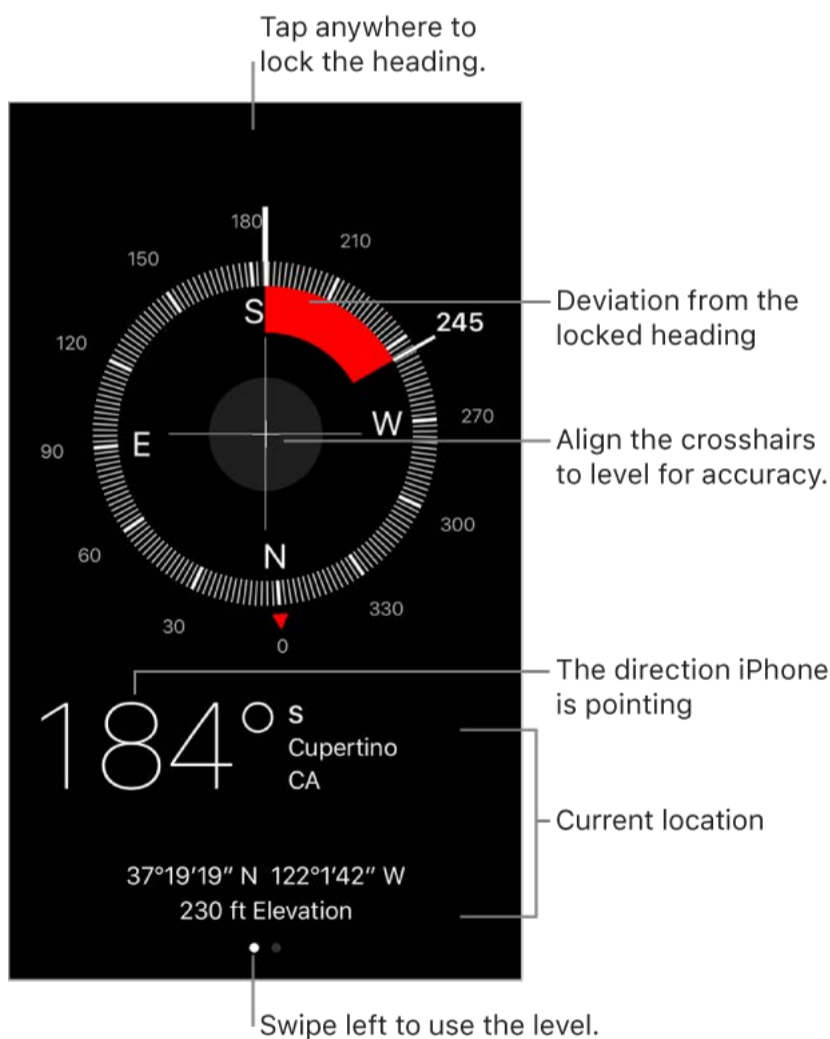 Tap anywhere to
lock the heading.
180
210
150
S
245
Deviation from the
locked heading
120
W
270
E
90
Align the crosshairs
to level for accuracy.
300
N
60
330
30
0
The direction iPhone
is pointing
184° S
Cupertino
CA
Current location
37°19′19″ N 122°1′42″ W
230 ft Elevation
Swipe left to use the level.